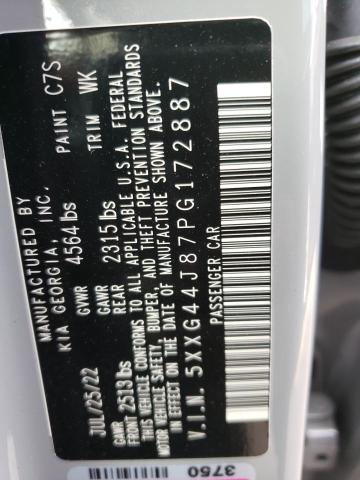 MANUFACTURED BY
KIA GEORGIA, INC.
PAINT C7S
GVWR
4564 lbs
TRIM WK
JUL/25/22
GAWR
FRONT 2513 lbs
GAWR
REAR 2315 lbs
THIS VEHICLE CONFORMS TO ALL APPLICABLE U.S.A. FEDERAL
MOTOR VEHICLE SAFETY, BUMPER, AND THEFT PREVENTION STANDARDS
IN EFFECT ON THE DATE OF MANUFACTURE SHOWN ABOVE.
V.I.N. 5XXG44J87PG172887
PASSENGER CAR
3750